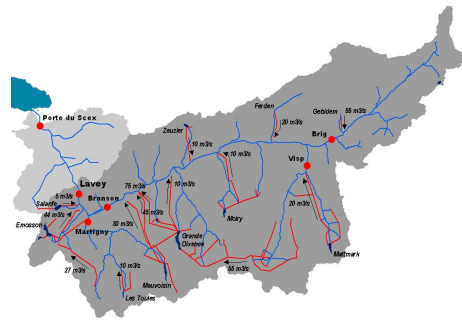 Ferden
Gebidem
55 m3/s
20 m3/s
Porte du Scex
Zeuzier
Brig
10 m3/s
10 m3/s
Visp
Lavey
75 m3/s
10 m3/s
5 m3/s
Branson
20 m3/s
Salanfe
44 m3/s
45 m3/s
Moiry
Emosson
30 m3/s
Martigny
Grande
Dixence
Mattmark
27 m3/s
10 m3/s
55 m3/s
Mauvoisin
Les Toules